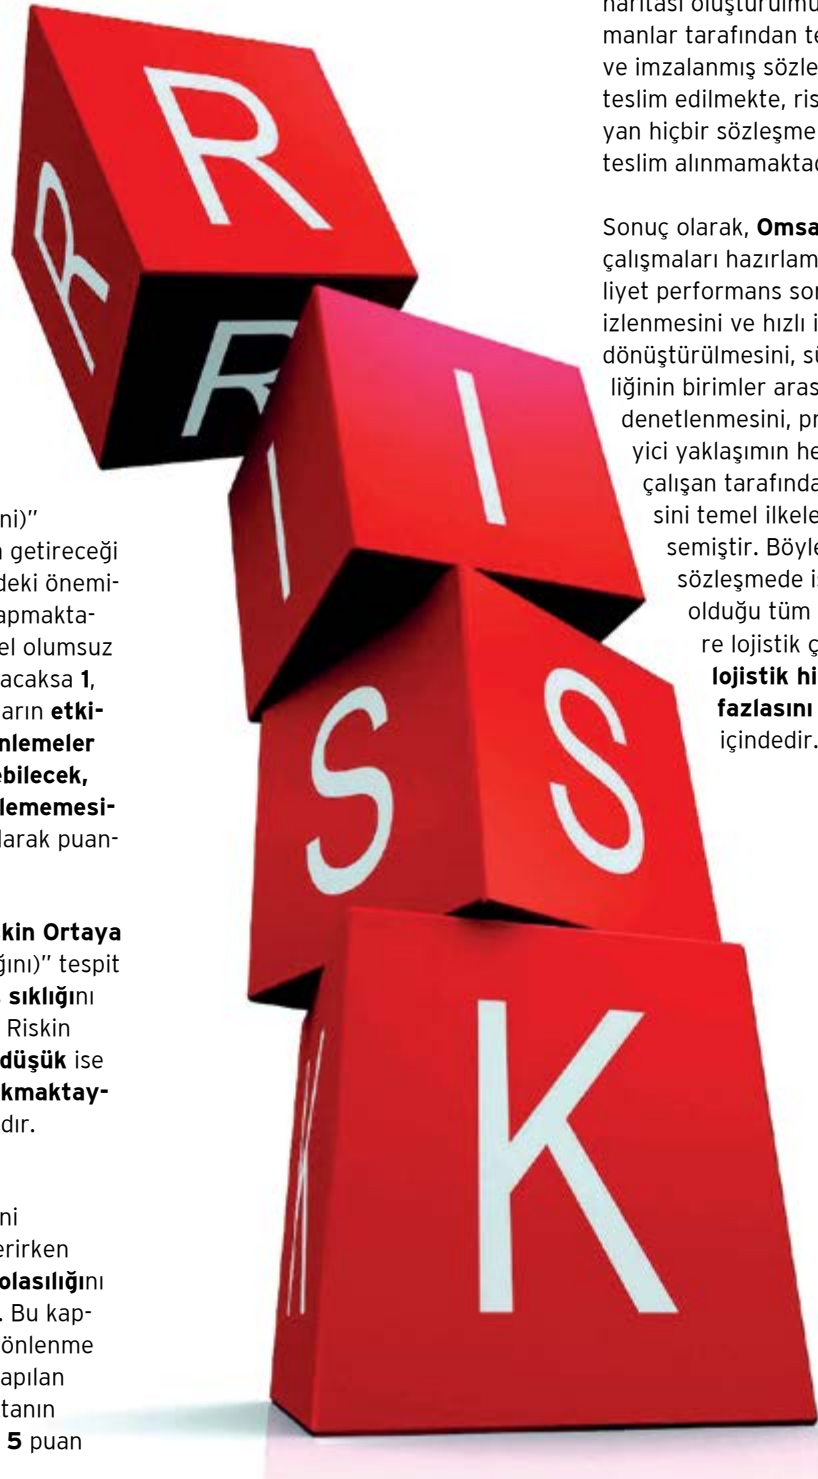 ni)”
getireceği
deki önemi-
apmakta-
el olumsuz
acaksa 1,
arın etki-
nlemeler
ebilecek,
lememesi-
larak puan-
kin Ortaya
ğını)” tespit
sıklığını
Riskin
düşük ise
kmaktay-
dır.
ni
erirken
olasılığını
. Bu kap-
önlenme
apılan
tanın
5 puan
R
R
R
I
I
S
S
K
K
haritası oluşturulmu
manlar tarafından te
ve imzalanmış sözle
teslim edilmekte, ris
yan hiçbir sözleşme
teslim alınmamaktad
Sonuç olarak, Omsa
çalışmaları hazırlam
liyet performans son
izlenmesini ve hızlı i
dönüştürülmesini, sü
liğinin birimler aras
denetlenmesini, pr
yici yaklaşımın he
çalışan tarafında
sini temel ilkele
semiştir. Böyle
sözleşmede is
olduğu tüm
re lojistik ç
lojistik hi
fazlasını
içindedir.